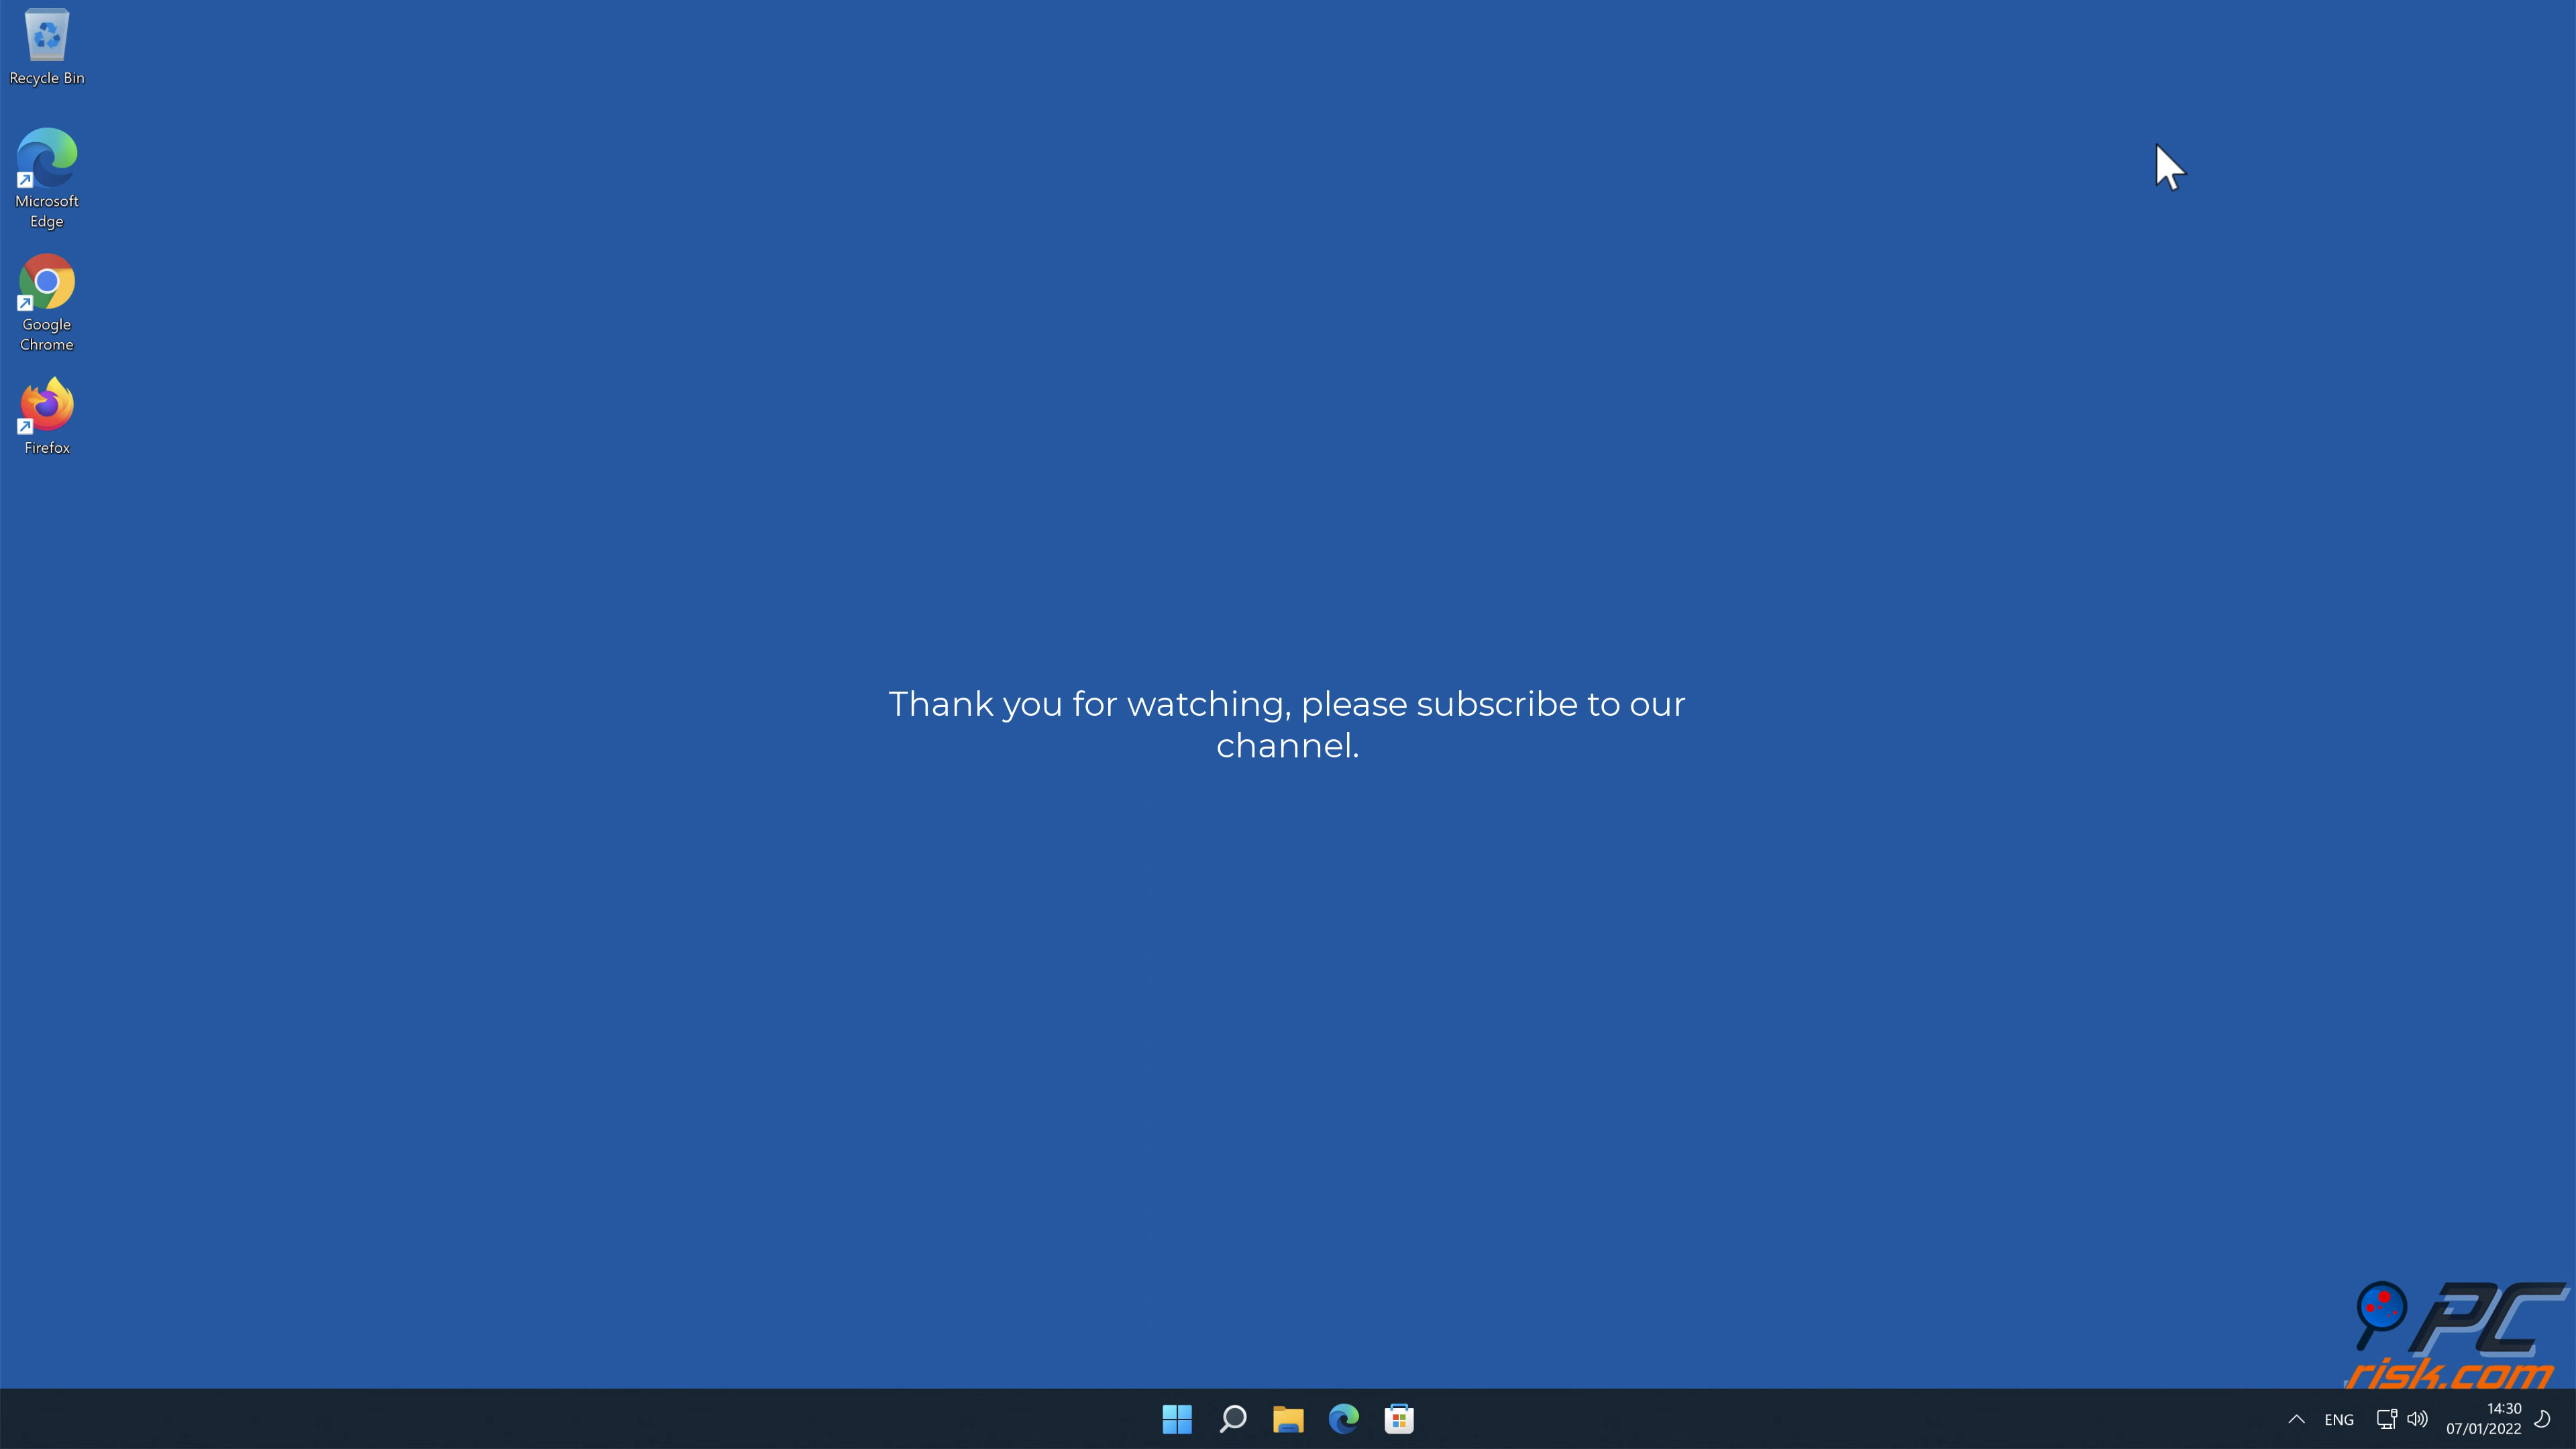 Recycle Bin
Microsoft
Edge
Google
Chrome
Firefox
Thank you for watching, please subscribe to our
channel.
PC
risk.com
ENG
14:30
07/01/2022